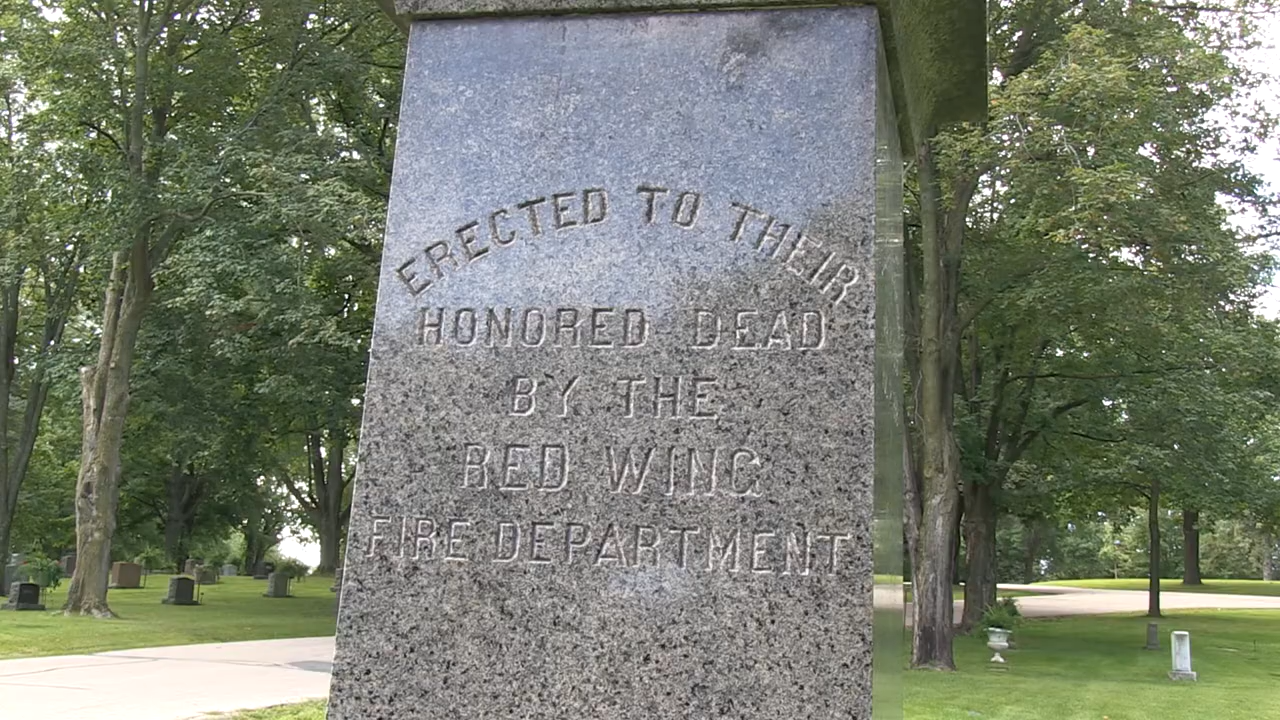 ERECTED TO THEIR
HONORED DEAD
BY THE
RED WING
FIRE DEPARTMENT